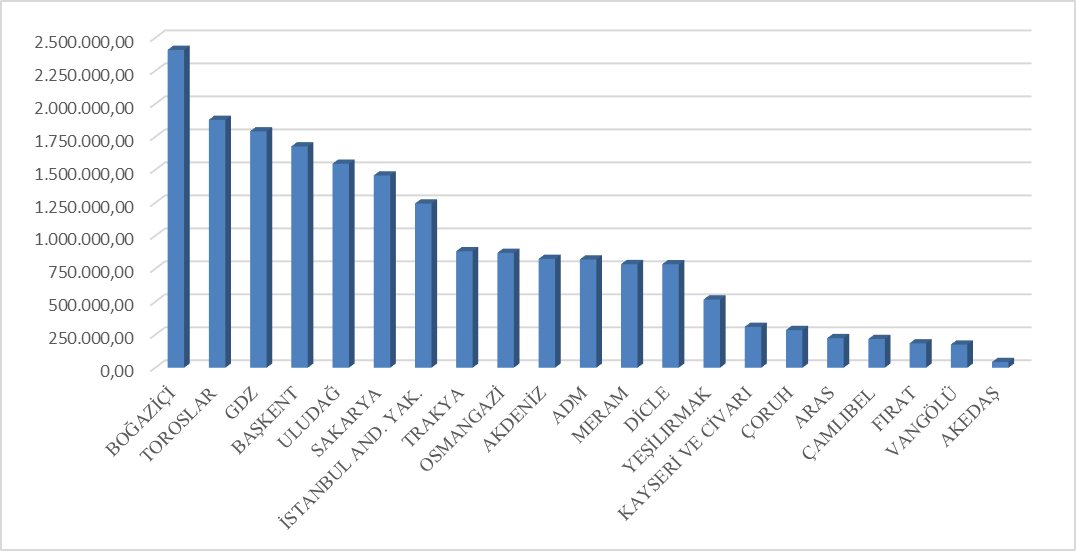 2.500.000,00
2.250.000,00
2.000.000,00
1.750.000,00
1.500.000,00
1.250.000,00
1.000.000,00
750.000,00
500.000,00
250.000,00
0,00
BOĞAZİÇİ
TOROSLAR
GDZ
BAŞKENT
ULUDAĞ
SAKARYA
İSTANBUL AND. YAK.
TRAKYA
OSMANGAZİ
AKDENİZ
ADM
MERAM
DİCLE
YEŞİLIRMAK
KAYSERİ VE CİVARI
ÇORUH
ARAS
ÇAMLIBEL
FIRAT
VANGÖLÜ
AKEDAŞ